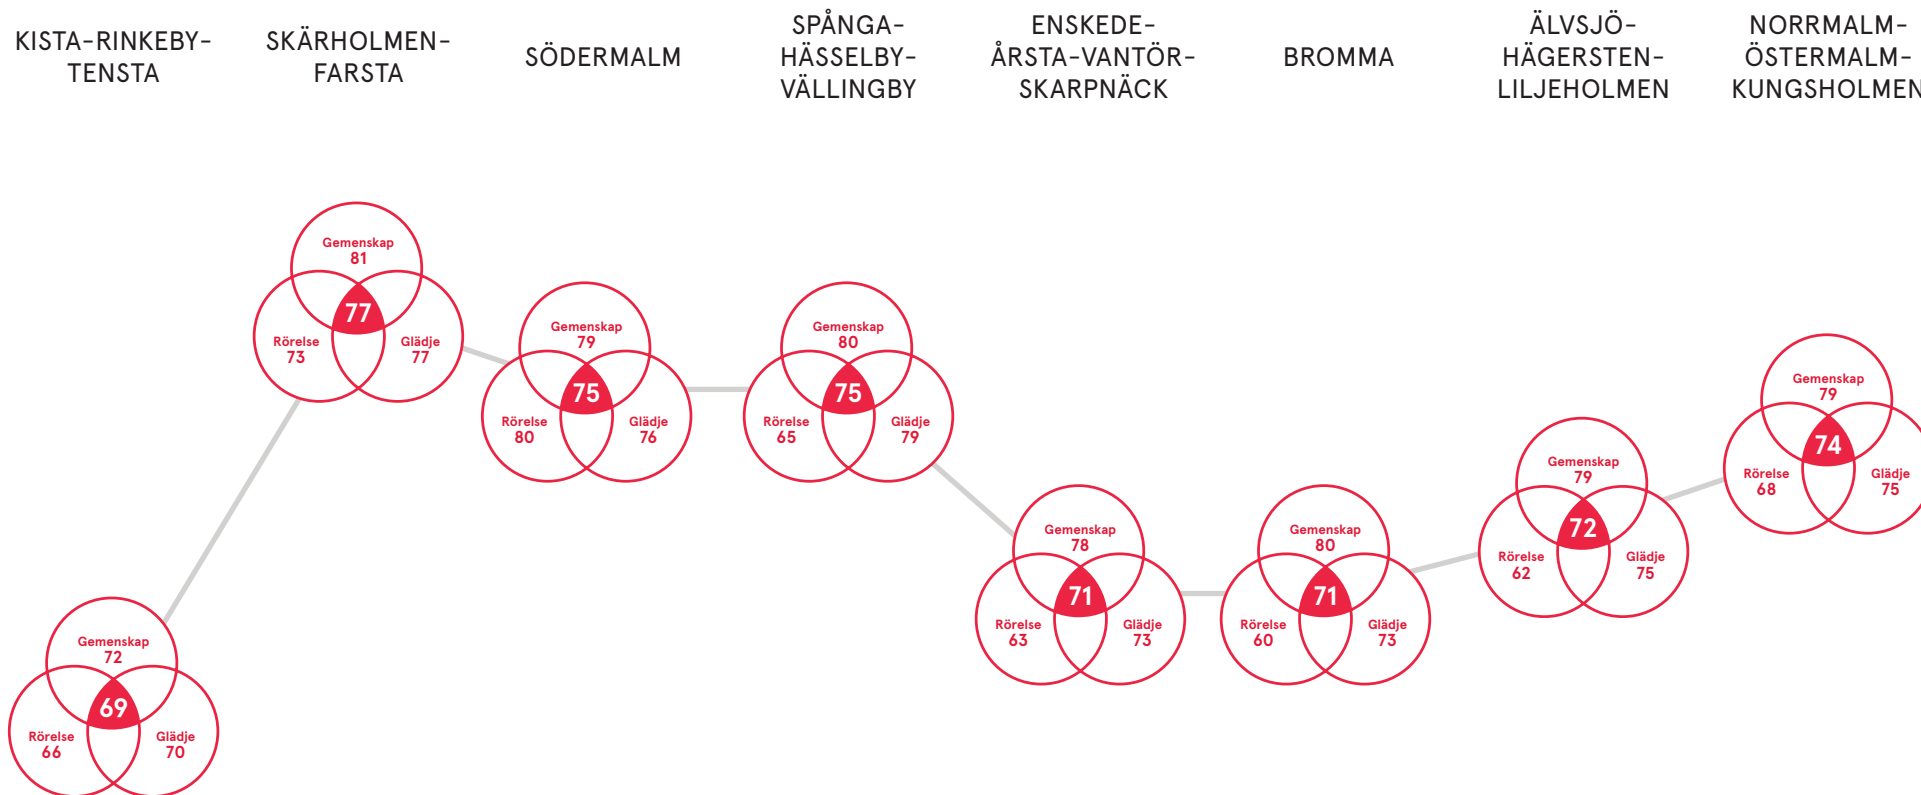 KISTA-RINKEBY-
TENSTA
SKÄRHOLMEN-
FARSTA
SÖDERMALM
SPÅNGA-
HÄSSELBY-
VÄLLINGBY
ENSKEDE-
ÅRSTA-VANTÖR-
SKARPNÄCK
BROMMA
ÄLVSJÖ-
HÄGERSTEN-
LILJEHOLMEN
NORRMALM-
ÖSTERMALM-
KUNGSHOLMEN
Gemenskap
72
69
Rörelse
66
Glädje
70
Gemenskap
81
77
Rörelse
73
Glädje
77
Gemenskap
79
75
Rörelse
80
Glädje
76
Gemenskap
80
75
Rörelse
65
Glädje
79
Gemenskap
78
71
Rörelse
63
Glädje
73
Gemenskap
80
71
Rörelse
60
Glädje
73
Gemenskap
79
72
Rörelse
62
Glädje
75
Gemenskap
79
74
Rörelse
68
Glädje
75